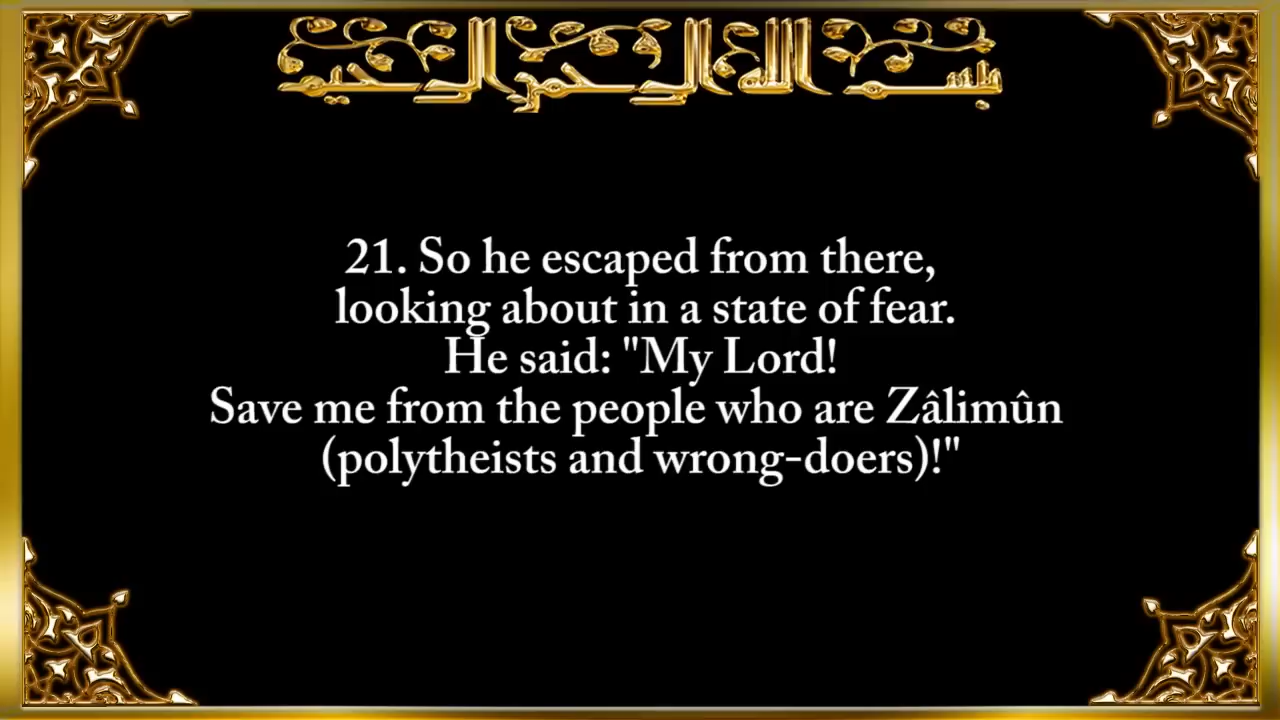 بسم الله الرحمن الرحيم
21. So he escaped from there,
looking about in a state of fear.
He said: "My Lord!
Save me from the people who are Zâlimûn
(polytheists and wrong-doers)!"